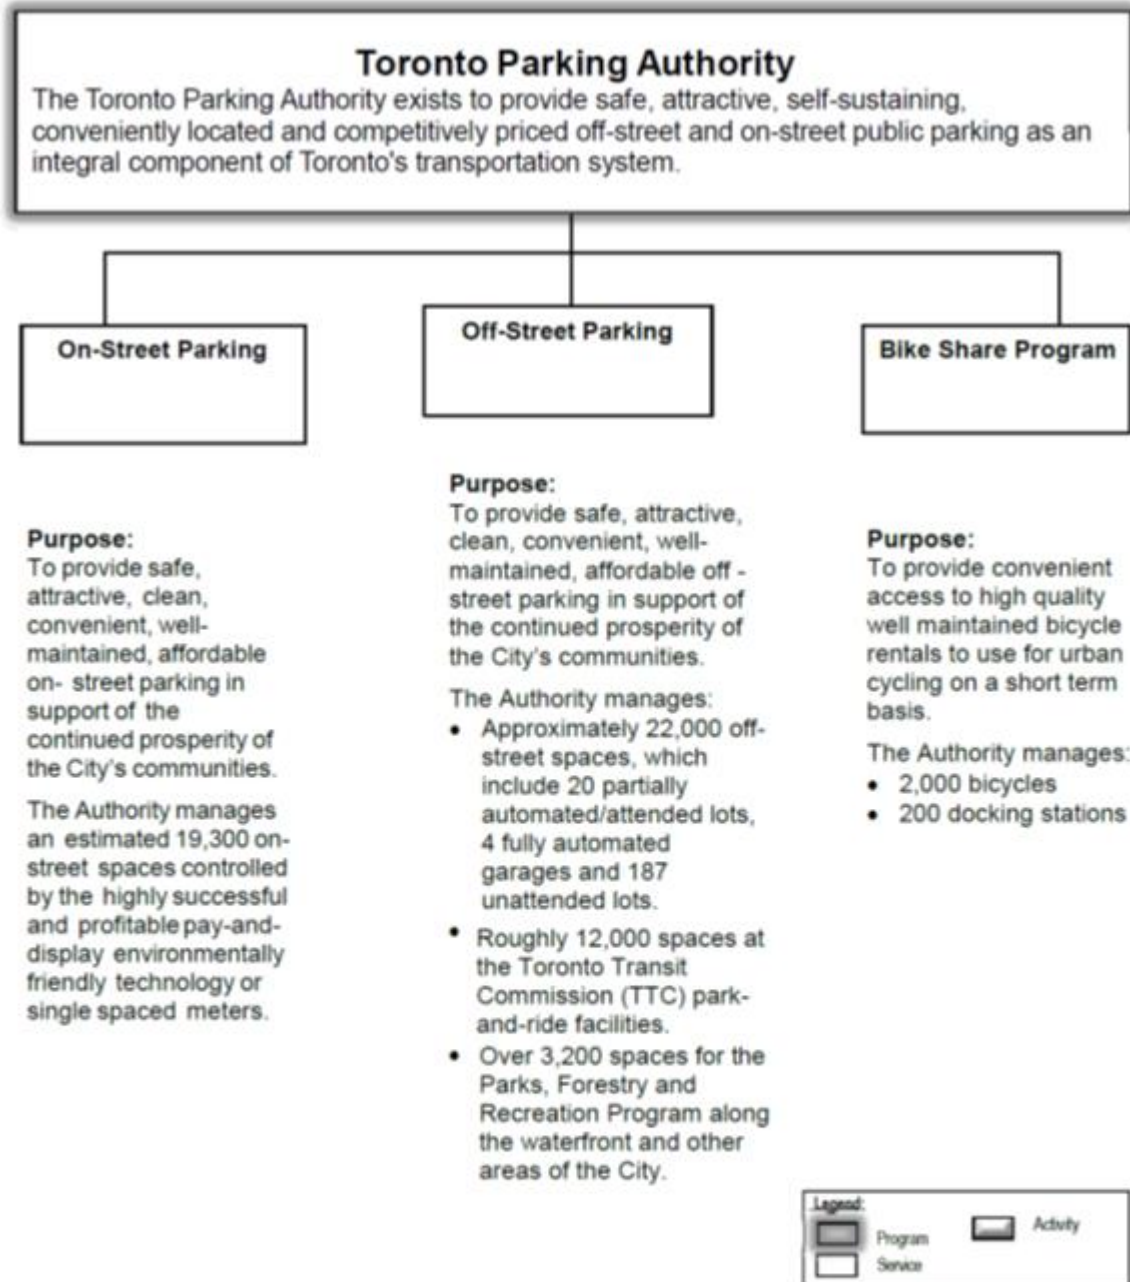 Toronto Parking Authority
The Toronto Parking Authority exists to provide safe, attractive, self-sustaining,
conveniently located and competitively priced off-street and on-street public parking as an
integral component of Toronto's transportation system.
On-Street Parking
Off-Street Parking
Bike Share Program
Purpose:
To provide safe,
attractive, clean,
convenient, well-
maintained, affordable
on- street parking in
support of the
continued prosperity of
the City's communities.
The Authority manages
an estimated 19,300 on-
street spaces controlled
by the highly successful
and profitable pay-and-
display environmentally
friendly technology or
single spaced meters.
Purpose:
To provide safe, attractive,
clean, convenient, well-
maintained, affordable off -
street parking in support of
the continued prosperity of
the City's communities.
The Authority manages:
• Approximately 22,000 off-
street spaces, which
include 20 partially
automated/attended lots,
4 fully automated
garages and 187
unattended lots.
• Roughly 12,000 spaces at
the Toronto Transit
Commission (TTC) park-
and-ride facilities.
• Over 3,200 spaces for the
Parks, Forestry and
Recreation Program along
the waterfront and other
areas of the City.
Purpose:
To provide convenient
access to high quality
well maintained bicycle
rentals to use for urban
cycling on a short term
basis.
The Authority manages:
• 2,000 bicycles
• 200 docking stations
Legend:
Program
Activity
Service